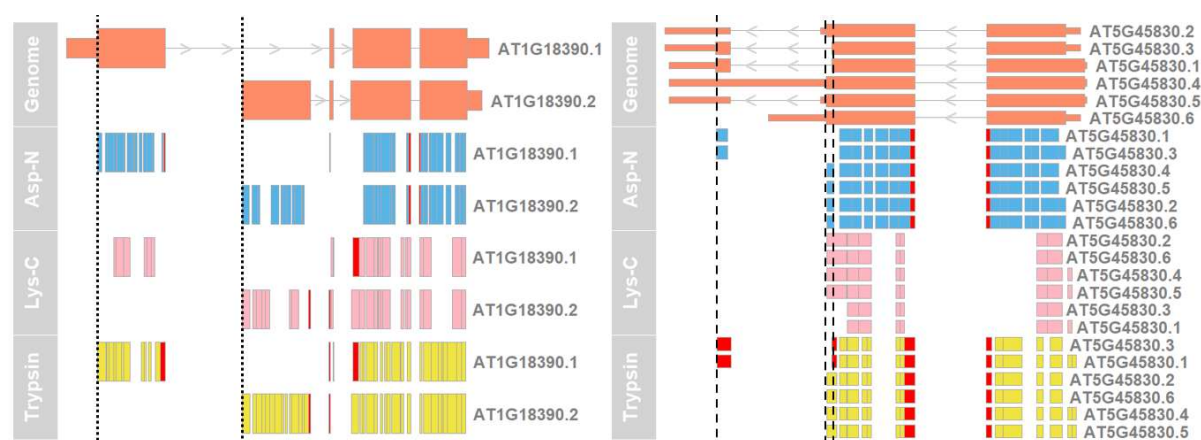 Genome
AT1G18390.1
AT1G18390.2
Asp-N
AT1G18390.1
AT1G18390.2
Lys-C
AT1G18390.1
AT1G18390.2
Trypsin
AT1G18390.1
AT1G18390.2
Genome
AT5G45830.2
AT5G45830.3
AT5G45830.1
AT5G45830.4
AT5G45830.5
AT5G45830.6
Asp-N
AT5G45830.1
AT5G45830.3
AT5G45830.4
AT5G45830.5
AT5G45830.2
AT5G45830.6
Lys-C
AT5G45830.2
AT5G45830.6
AT5G45830.4
AT5G45830.5
AT5G45830.3
AT5G45830.1
Trypsin
AT5G45830.3
AT5G45830.1
AT5G45830.2
AT5G45830.6
AT5G45830.4
AT5G45830.5